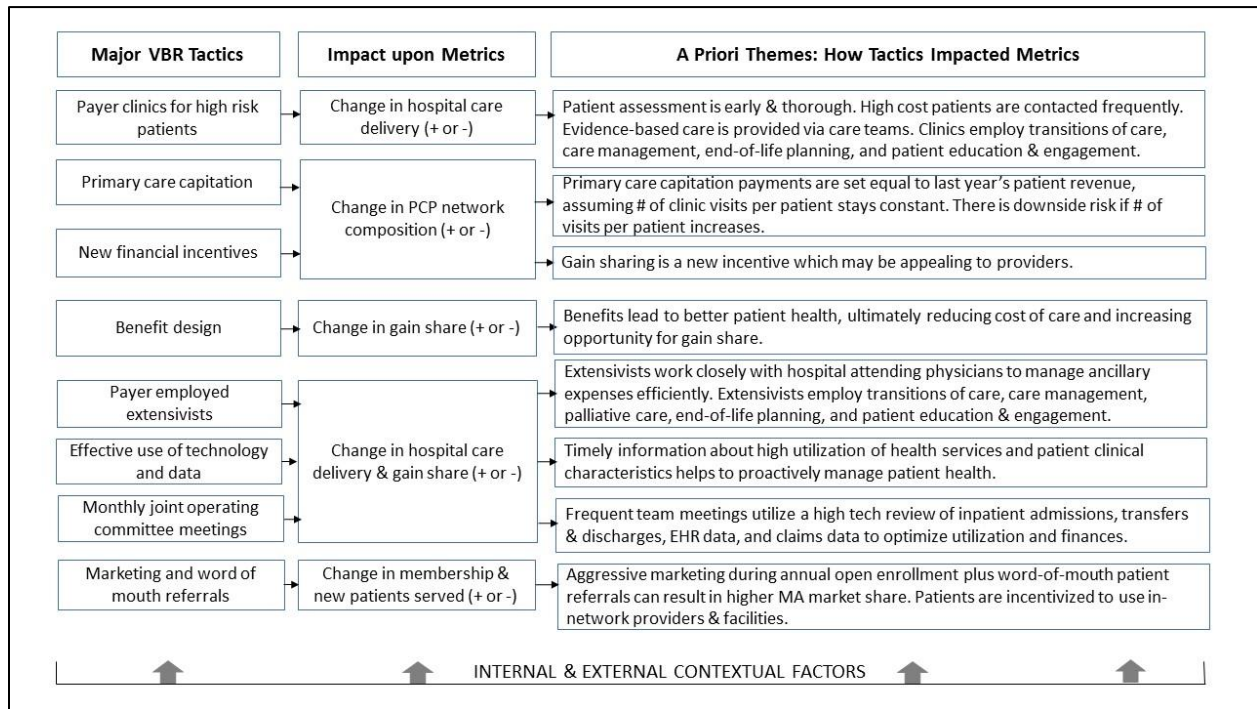 Major VBR Tactics
Impact upon Metrics
A Priori Themes: How Tactics Impacted Metrics
Payer clinics for high risk
patients
Change in hospital care
delivery (+ or -)
Patient assessment is early & thorough. High cost patients are contacted frequently.
Evidence-based care is provided via care teams. Clinics employ transitions of care,
care management, end-of-life planning, and patient education & engagement.
Primary care capitation
New financial incentives
Change in PCP network
composition (+ or -)
Primary care capitation payments are set equal to last year's patient revenue,
assuming # of clinic visits per patient stays constant. There is downside risk if # of
visits per patient increases.
Gain sharing is a new incentive which may be appealing to providers.
Benefit design
Change in gain share (+ or -)
Benefits lead to better patient health, ultimately reducing cost of care and increasing
opportunity for gain share.
Payer employed
extensivists
Effective use of technology
and data
Monthly joint operating
committee meetings
Change in hospital care
delivery & gain share (+ or -)
Extensivists work closely with hospital attending physicians to manage ancillary
expenses efficiently. Extensivists employ transitions of care, care management,
palliative care, end-of-life planning, and patient education & engagement.
Timely information about high utilization of health services and patient clinical
characteristics helps to proactively manage patient health.
Frequent team meetings utilize a high tech review of inpatient admissions, transfers
& discharges, EHR data, and claims data to optimize utilization and finances.
Marketing and word of
mouth referrals
Change in membership &
new patients served (+ or -)
Aggressive marketing during annual open enrollment plus word-of-mouth patient
referrals can result in higher MA market share. Patients are incentivized to use in-
network providers & facilities.
INTERNAL & EXTERNAL CONTEXTUAL FACTORS